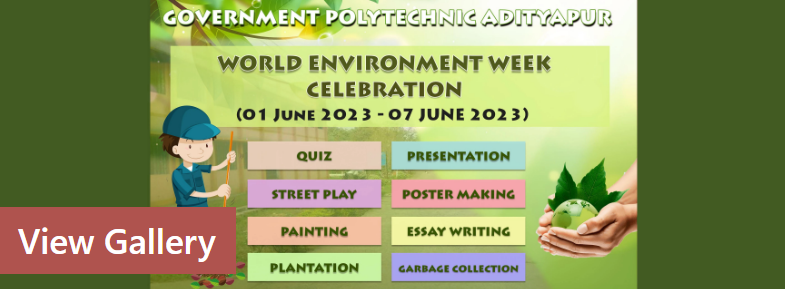 GOVERNMENT POLYTECHNIC ADITYAPUR
WORLD ENVIRONMENT WEEK
CELEBRATION
(01 June 2023 - 07 JUNE 2023)
QUIZ
PRESENTATION
STREET PLAY
POSTER MAKING
PAINTING
ESSAY WRITING
PLANTATION
GARBAGE COLLECTION
View Gallery